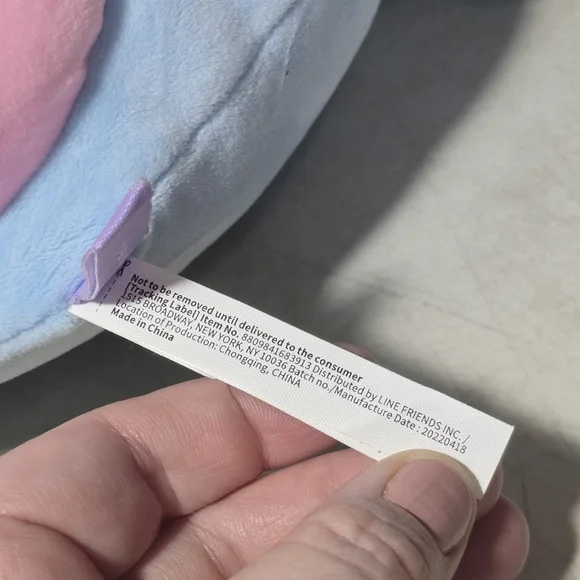 Not to be removed until delivered to the consumer
[Tracking Label] Item No. 8809841683913 Distributed by LINE FRIENDS INC. /
1515 BROADWAY, NEW YORK, NY 10036 Batch no./Manufacture Date : 20220418
Location of Production: Chongqing, CHINA
Made in China